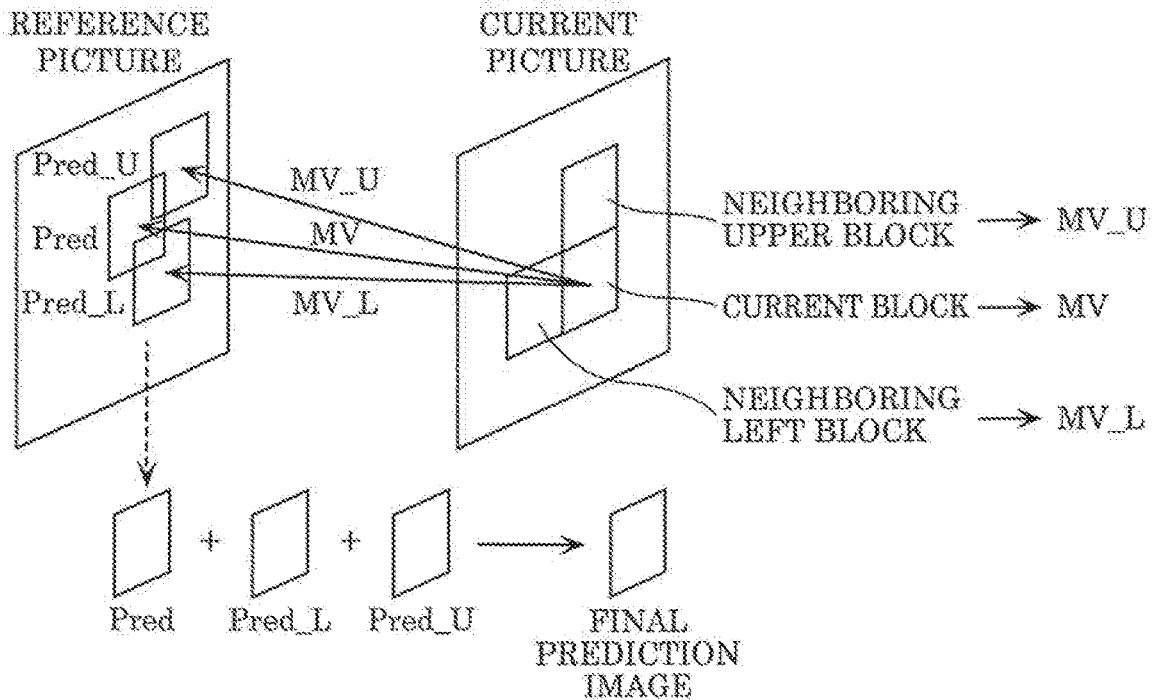 REFERENCE
PICTURE
CURRENT
PICTURE
Pred_U
MV_U
Pred
MV
Pred_L
MV_L
NEIGHBORING
UPPER BLOCK
MV_U
CURRENT BLOCK
MV
NEIGHBORING
LEFT BLOCK
MV_L
+ +
Pred
Pred_L
Pred_U
FINAL
PREDICTION
IMAGE